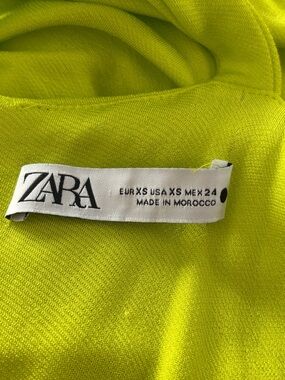 ZARA
EUR XS USA XS MEX 24
MADE IN MOROCCO